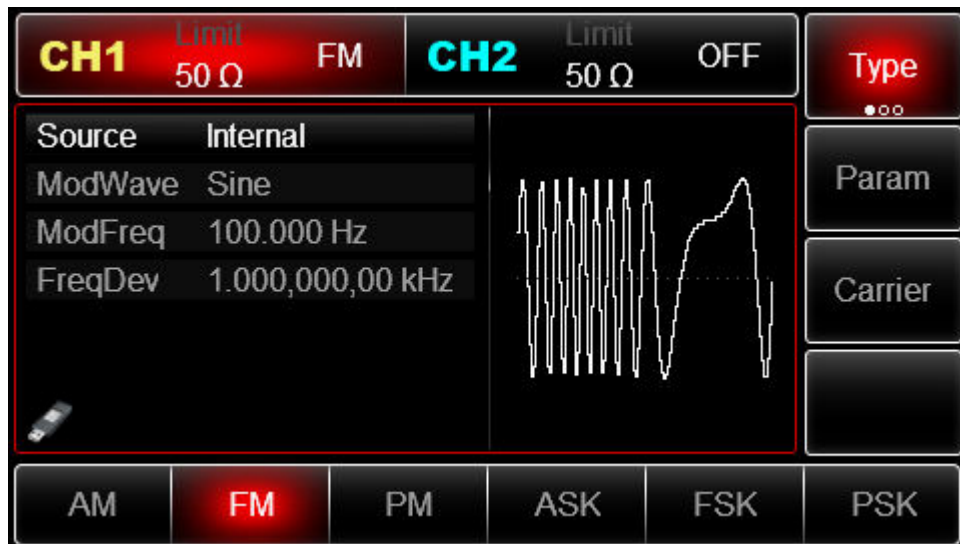 CH1 Limit 50 Ω FM CH2 Limit 50 Ω OFF Type
Source Internal
ModWave Sine
ModFreq 100.000 Hz
FreqDev 1.000,000,00 kHz
Param
Carrier
AM FM PM ASK FSK PSK